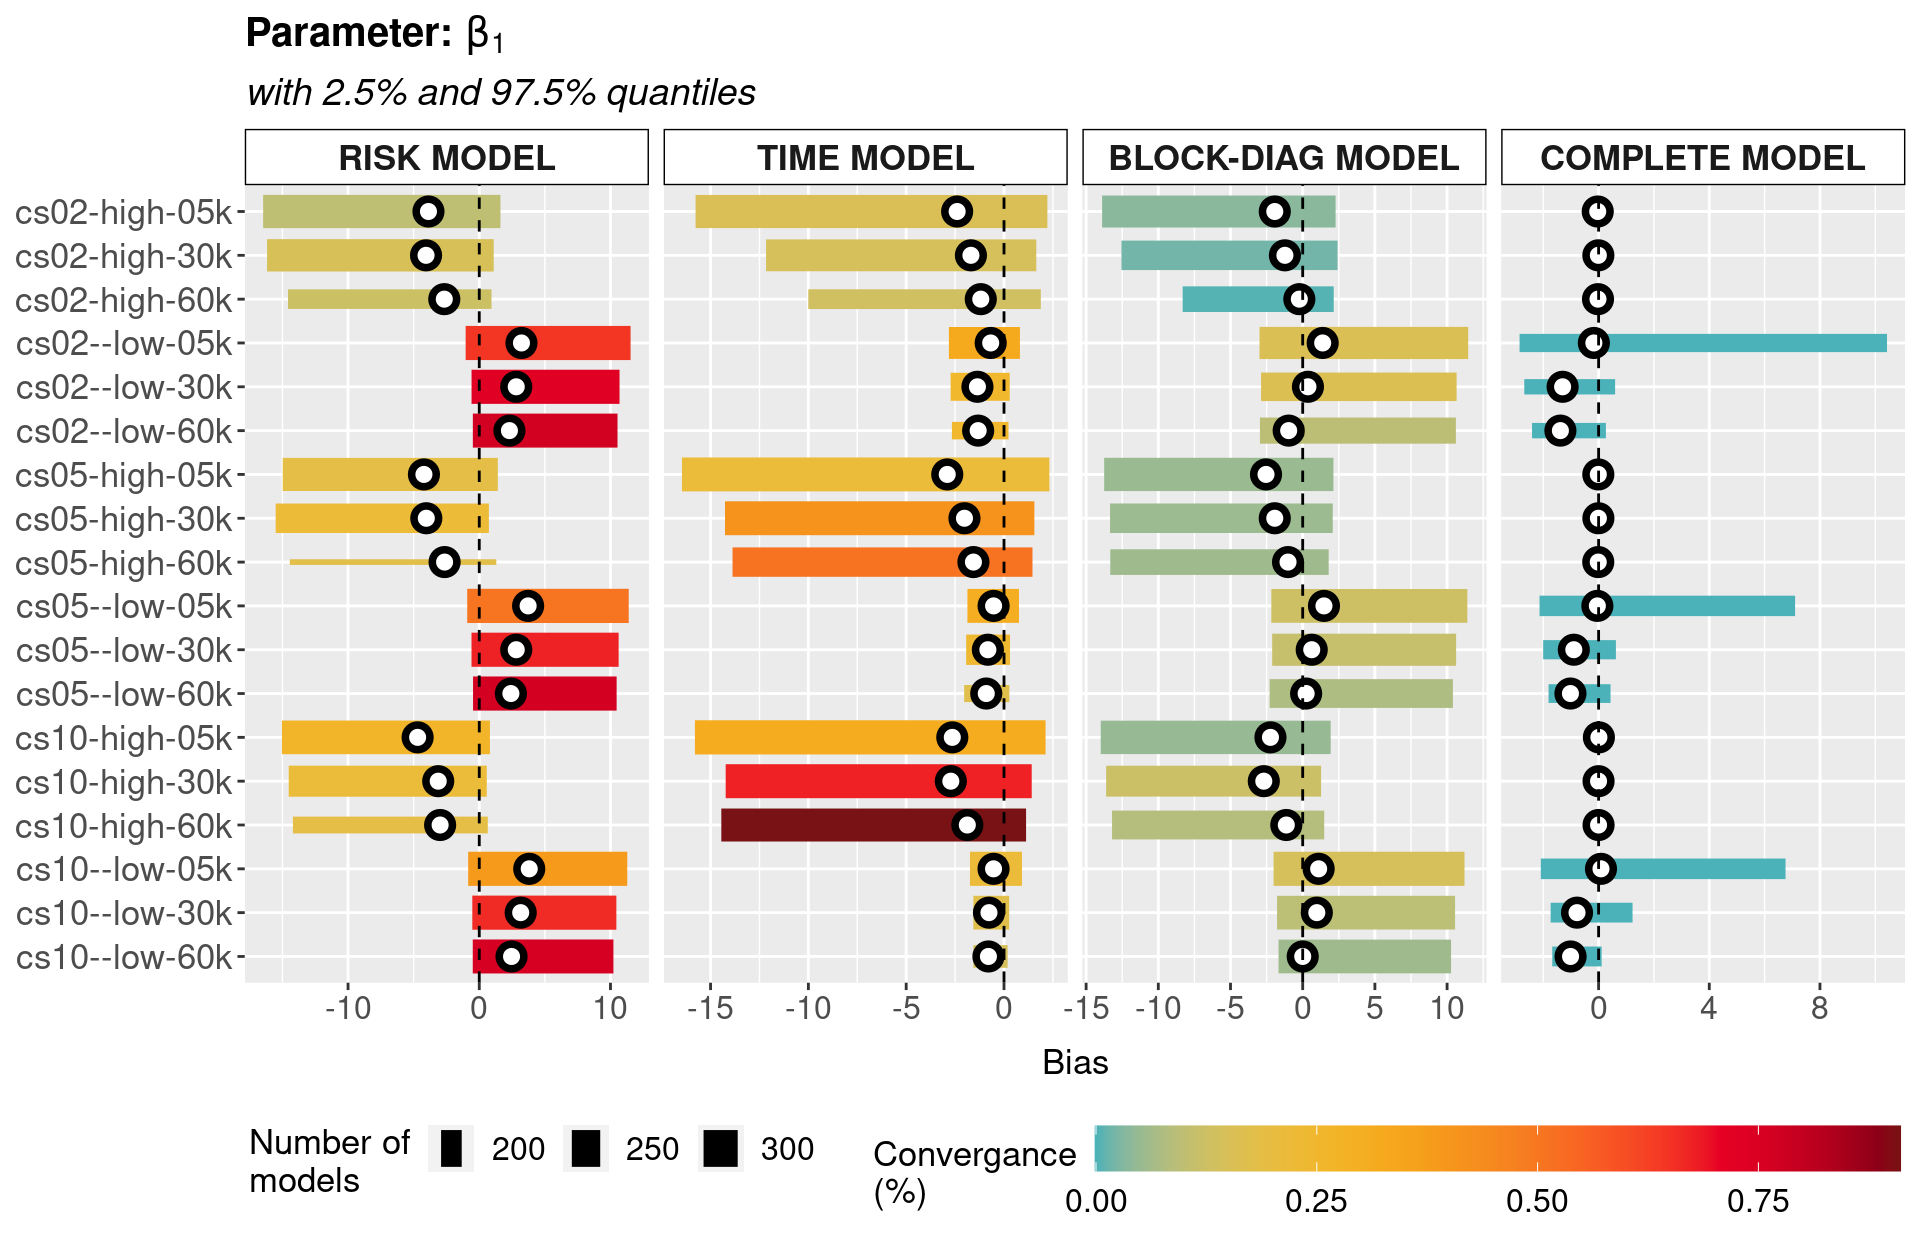 Parameter: β₁
with 2.5% and 97.5% quantiles
RISK MODEL TIME MODEL BLOCK-DIAG MODEL COMPLETE MODEL
cs02-high-05k
cs02-high-30k
cs02-high-60k
cs02--low-05k
cs02--low-30k
cs02--low-60k
cs05-high-05k
cs05-high-30k
cs05-high-60k
cs05--low-05k
cs05--low-30k
cs05--low-60k
cs10-high-05k
cs10-high-30k
cs10-high-60k
cs10--low-05k
cs10--low-30k
cs10--low-60k
-10 0 10 -15 -10 -5 0 -15 -10 -5 0 5 10 0 4 8
Bias
Number of
models
200 250 300
Convergance
(%)
0.00 0.25 0.50 0.75